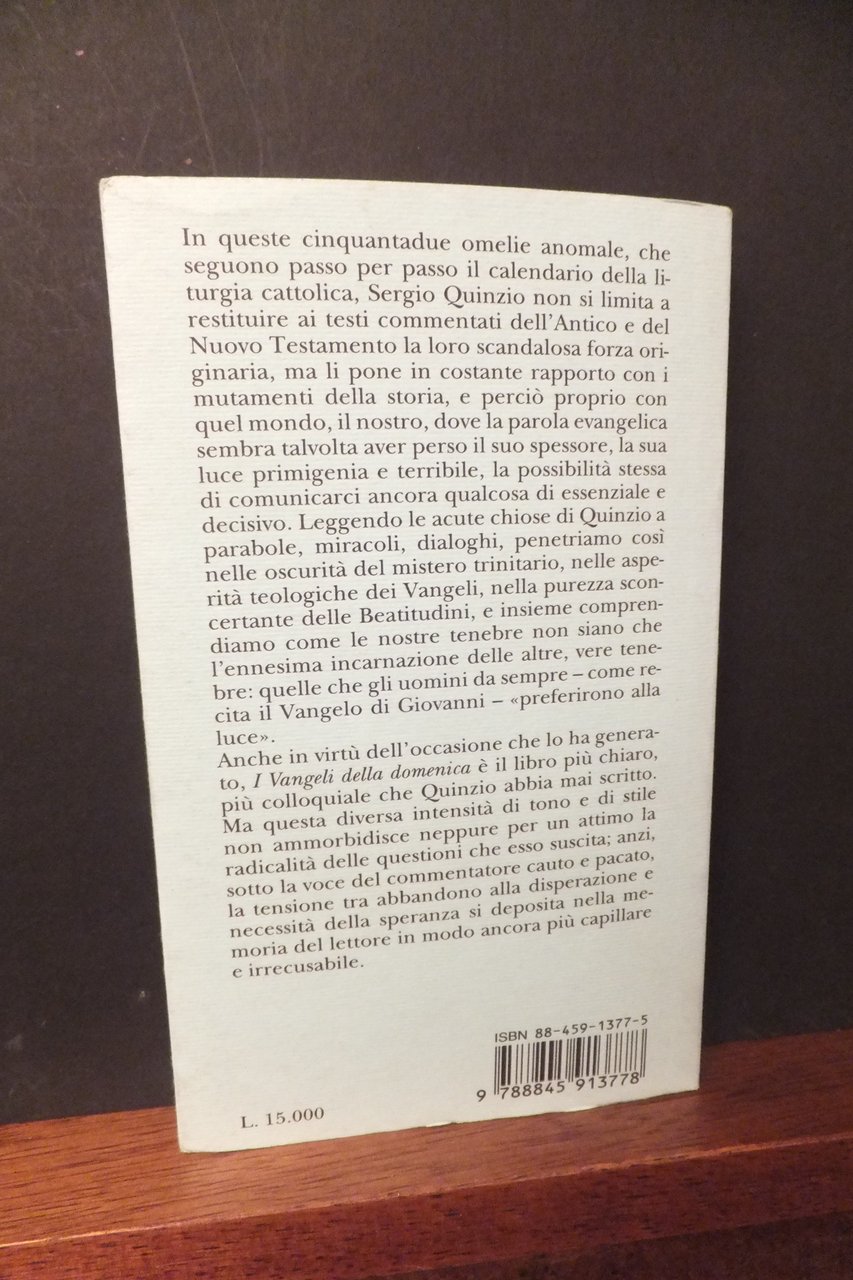 In queste cinquantadue omelie anomale, che
seguono passo per passo il calendario della li-
turgia cattolica, Sergio Quinzio non si limita a
restituire ai testi commentati dell'Antico e del
Nuovo Testamento la loro scandalosa forza ori-
ginaria, ma li pone in costante rapporto con i
mutamenti della storia, e perciò proprio con
quel mondo, il nostro, dove la parola evangelica
sembra talvolta aver perso il suo spessore, la sua
luce primigenia e terribile, la possibilità stessa
di comunicarci ancora qualcosa di essenziale e
decisivo. Leggendo le acute chiose di Quinzio a
parabole, miracoli, dialoghi, penetriamo così
nelle oscurità del mistero trinitario, nelle aspe-
rità teologiche dei Vangeli, nella purezza scon-
certante delle Beatitudini, e insieme compren-
diamo come le nostre tenebre non siano che
l'ennesima incarnazione delle altre, vere tene-
bre: quelle che gli uomini da sempre – come re-
cita il Vangelo di Giovanni – «preferirono alla
luce».
Anche in virtù dell'occasione che lo ha genera-
to, I Vangeli della domenica è il libro più chiaro,
più colloquiale che Quinzio abbia mai scritto.
Ma questa diversa intensità di tono e di stile
non ammorbidisce neppure per un attimo la
radicalità delle questioni che esso suscita; anzi,
sotto la voce del commentatore cauto e pacato,
la tensione tra abbandono alla disperazione e
necessità della speranza si deposita nella me-
moria del lettore in modo ancora più capillare
e irrecusabile.
ISBN 88-459-1377-5
9 788845 913778
L. 15.000